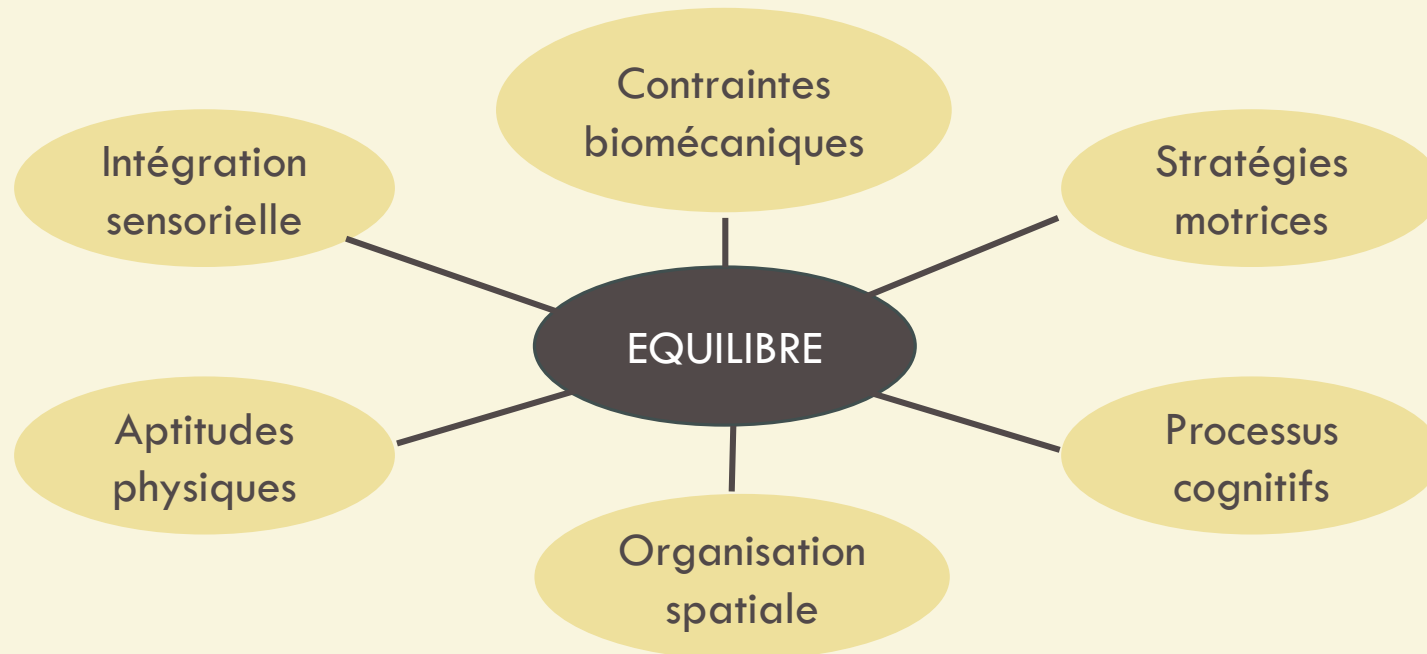 Contraintes
biomécaniques
Intégration
sensorielle
Stratégies
motrices
EQUILIBRE
Aptitudes
physiques
Processus
cognitifs
Organisation
spatiale